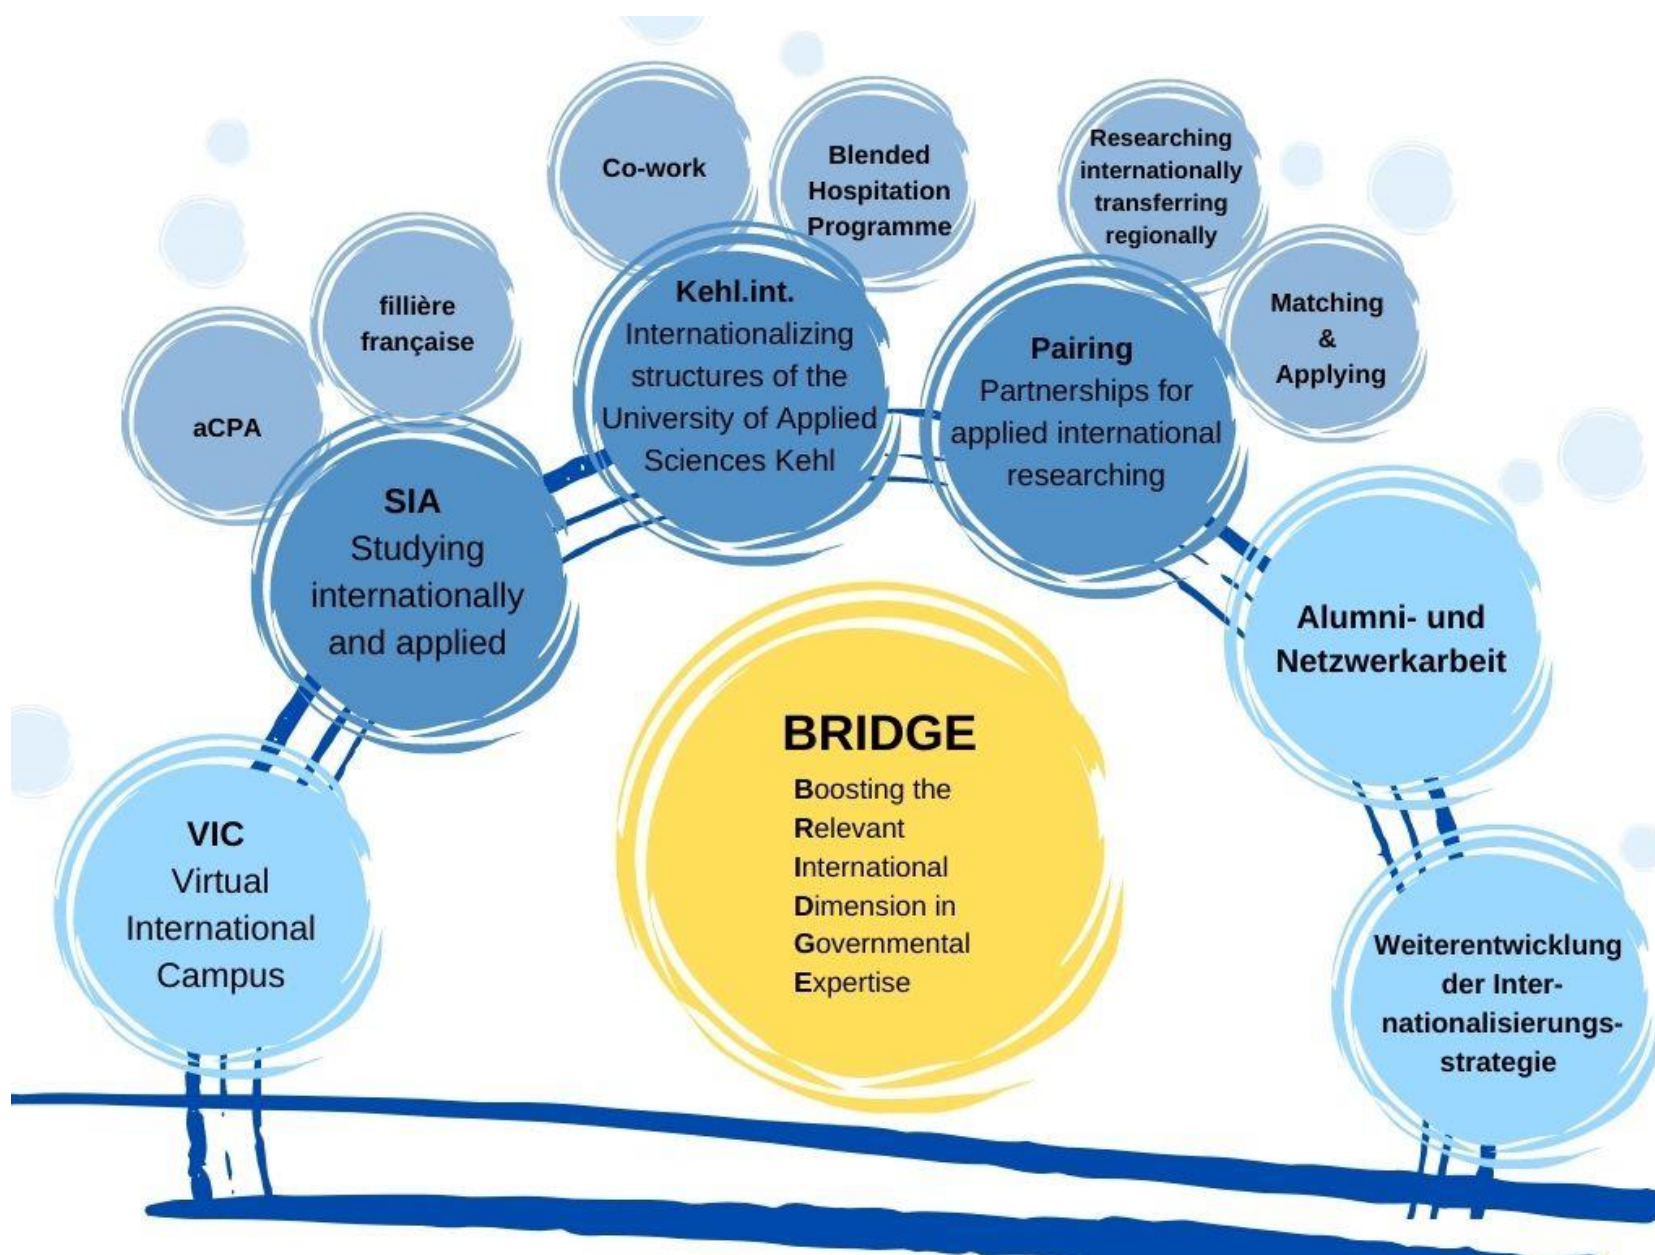 Co-work
Blended
Hospitation
Programme
Researching
internationally
transferring
regionally
fillière
française
aCPA
Matching
&
Applying
Kehl.int.
Internationalizing
structures of the
University of Applied
Sciences Kehl
Pairing
Partnerships for
applied international
researching
SIA
Studying
internationally
and applied
Alumni- und
Netzwerkarbeit
VIC
Virtual
International
Campus
BRIDGE
Boosting the
Relevant
International
Dimension in
Governmental
Expertise
Weiterentwicklung
der Inter-
nationalisierungs-
strategie